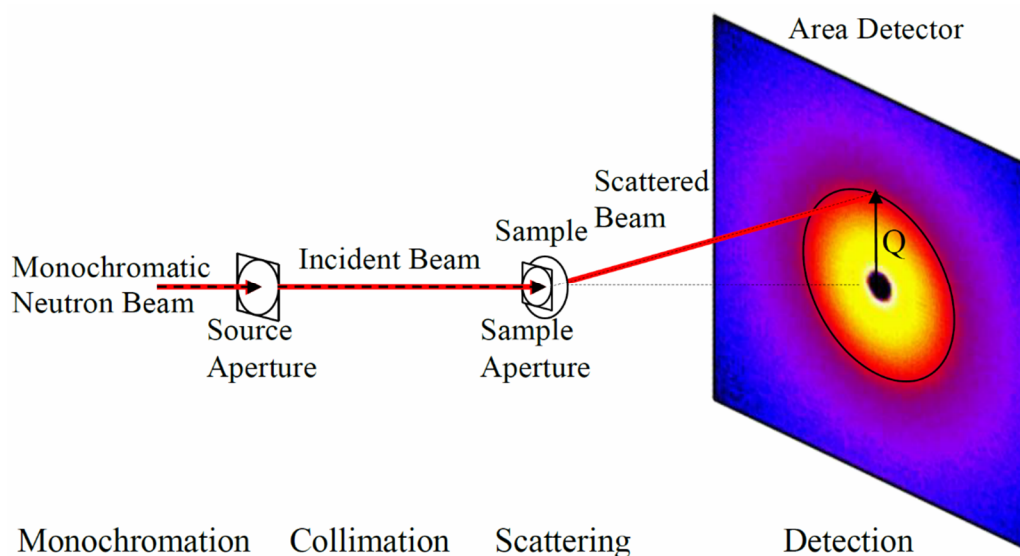 Area Detector
Scattered
Beam
Sample
Q
Monochromatic
Neutron Beam
Incident Beam
Source
Aperture
Sample
Aperture
Monochromation
Collimation
Scattering
Detection